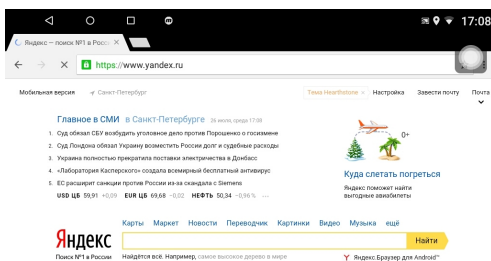 17:08
Яндекс — поиск №1 в Росси
https://www.yandex.ru
Мобильная версия Санкт-Петербург Тема Hearthstone × Настройка Завести почту Почта
Главное в СМИ в Санкт-Петербурге 26 июля, среда 17:08
1. Суд обязал СБУ возбудить уголовное дело против Порошенко о госизмене
2. Суд Лондона обязал Украину возместить России долг и судебные расходы
3. Украина полностью прекратила поставки электричества в Донбасс
4. «Лаборатория Касперского» создала всемирный бесплатный антивирус
5. ЕС расширит санкции против России из-за скандала с Siemens
USD ЦБ 59,91 +0,09 EUR ЦБ 69,68 −0,02 НЕФТЬ 50,34 −0,96 % ...
0+
Куда слетать погреться
Яндекс поможет найти
выгодные авиабилеты
Карты Маркет Новости Переводчик Картинки Видео Музыка ещё
Яндекс
Найти
Поиск №1 в России Найдётся всё. Например, самое высокое дерево в мире
Яндекс.Браузер для Android™